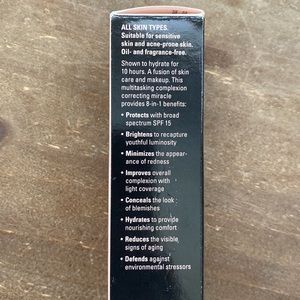 ALL SKIN TYPES.
Suitable for sensitive
skin and acne-prone skin.
Oil- and fragrance-free.
Shown to hydrate for
10 hours. A fusion of skin
care and makeup. This
multitasking complexion
correcting miracle
provides 8-in-1 benefits:
• Protects with broad
spectrum SPF 15
• Brightens to recapture
youthful luminosity
• Minimizes the appear-
ance of redness
• Improves overall
complexion with
light coverage
• Conceals the look
of blemishes
• Hydrates to provide
nourishing comfort
• Reduces the visible
signs of aging
• Defends against
environmental stressors